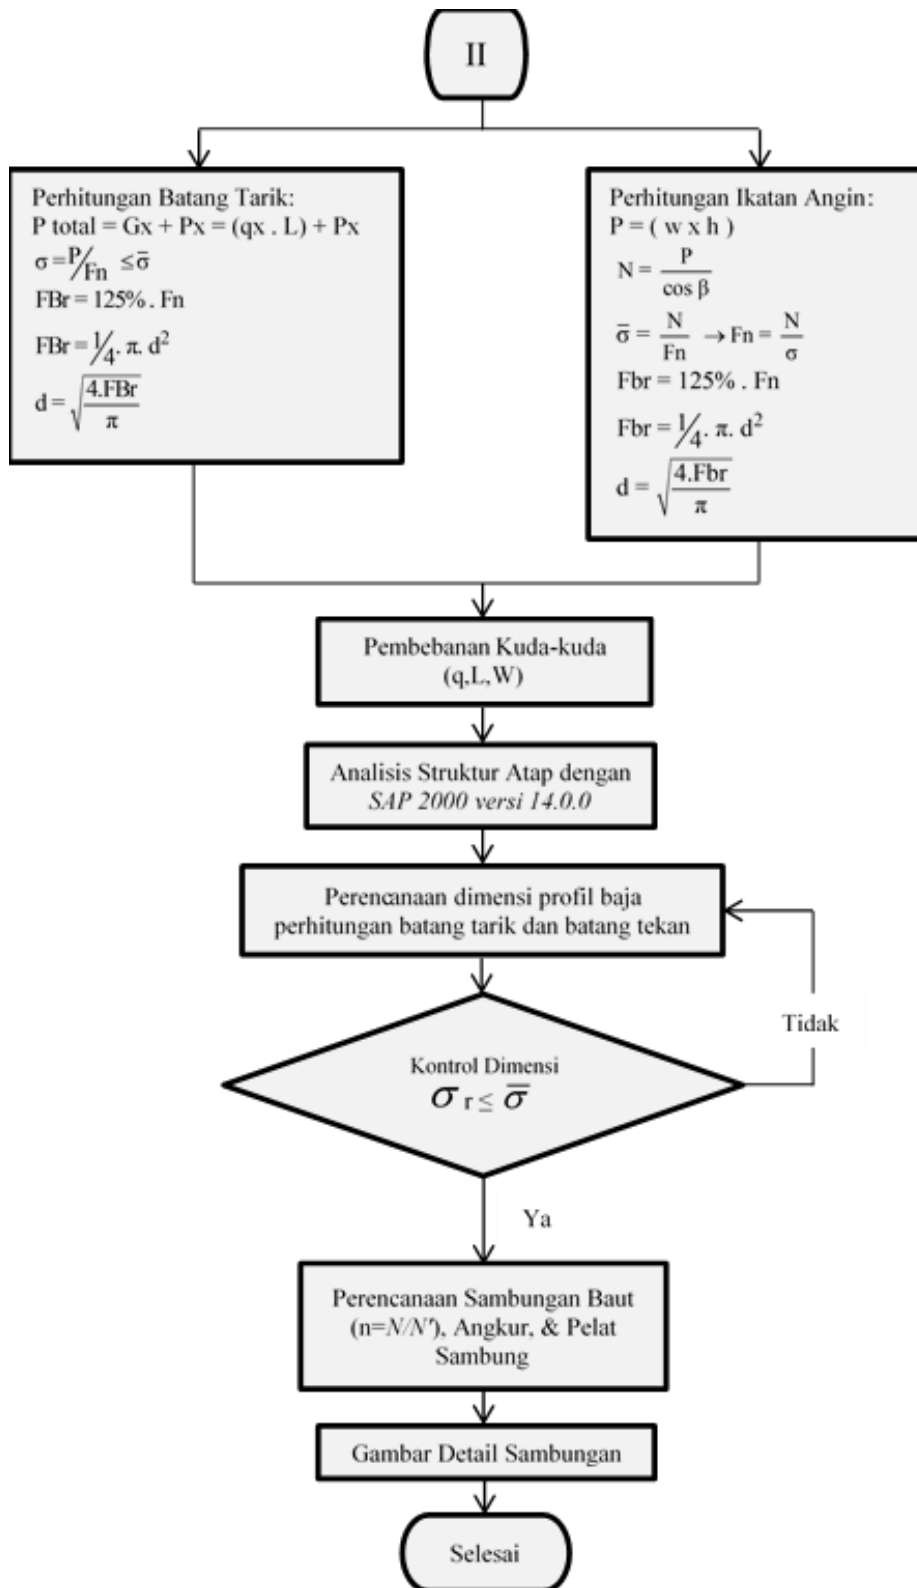 II
Perhitungan Batang Tarik:
P total = Gx + Px = (qx . L) + Px
σ = P/Fn ≤ σ̅
FBr = 125% . Fn
FBr = 1/4 . π. d²
d = √(4.FBr/π)
Perhitungan Ikatan Angin:
P = ( w x h )
N = P/cos β
σ̅ = N/Fn → Fn = N/σ
Fbr = 125% . Fn
Fbr = 1/4 . π. d²
d = √(4.Fbr/π)
Pembebanan Kuda-kuda
(q,L,W)
Analisis Struktur Atap dengan
SAP 2000 versi 14.0.0
Perencanaan dimensi profil baja
perhitungan batang tarik dan batang tekan
Tidak
Kontrol Dimensi
σ r ≤ σ̅
Ya
Perencanaan Sambungan Baut
(n=N/N'), Angkur, & Pelat
Sambung
Gambar Detail Sambungan
Selesai